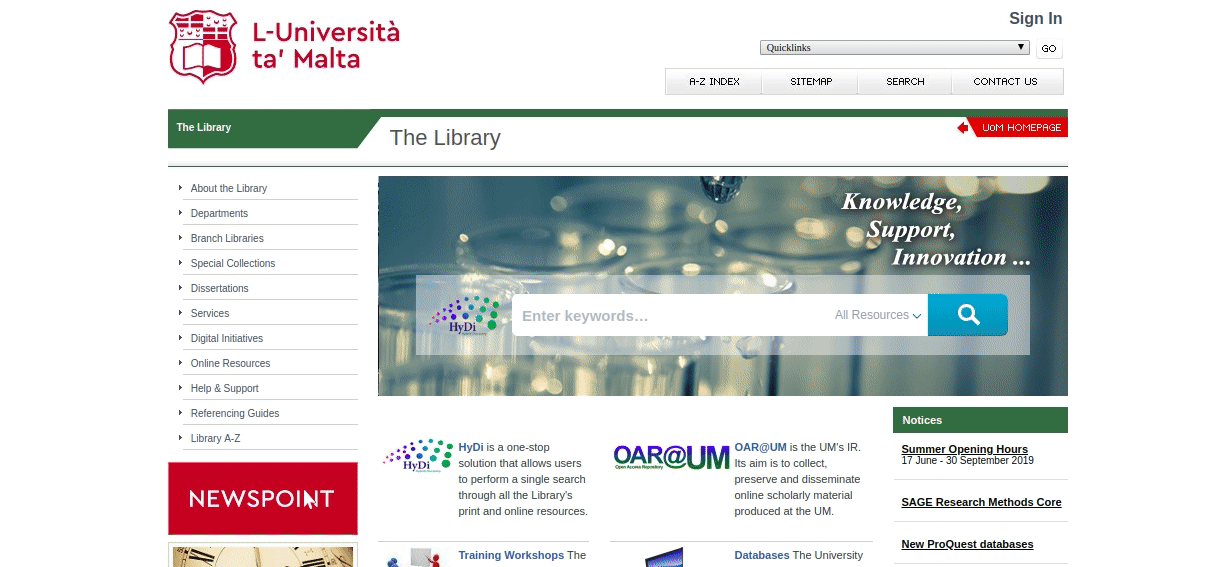 L-Università
ta' Malta
Sign In
Quicklinks
GO
A-Z INDEX
SITEMAP
SEARCH
CONTACT US
The Library
The Library
UoM HOMEPAGE
About the Library
Departments
Branch Libraries
Special Collections
Dissertations
Services
Digital Initiatives
Online Resources
Help & Support
Referencing Guides
Library A-Z
NEWSPOINT
Knowledge,
Support,
Innovation ...
HyDi
Enter keywords...
All Resources
HyDi
HyDi is a one-stop
solution that allows users
to perform a single search
through all the Library's
print and online resources.
OAR@UM
Open Access Repository
OAR@UM is the UM's IR.
Its aim is to collect,
preserve and disseminate
online scholarly material
produced at the UM.
Training Workshops The
Databases The University
Notices
Summer Opening Hours
17 June - 30 September 2019
SAGE Research Methods Core
New ProQuest databases